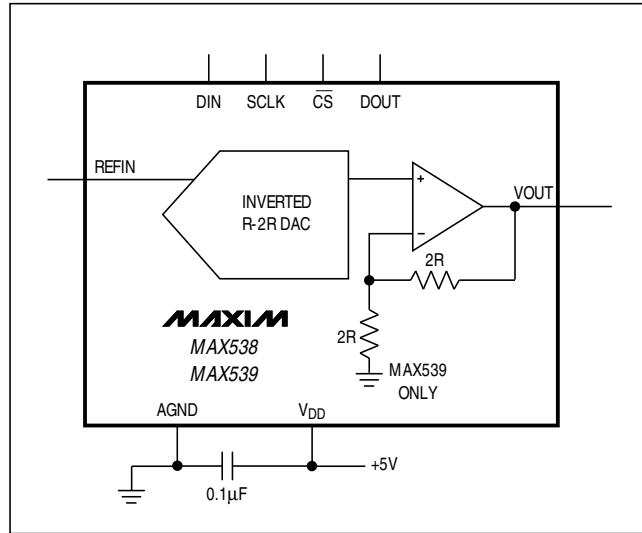 DIN SCLK CS DOUT
REFIN
INVERTED
R-2R DAC
+
−
VOUT
2R
2R
MAXIM
MAX538
MAX539
MAX539
ONLY
AGND VDD
+5V
0.1µF